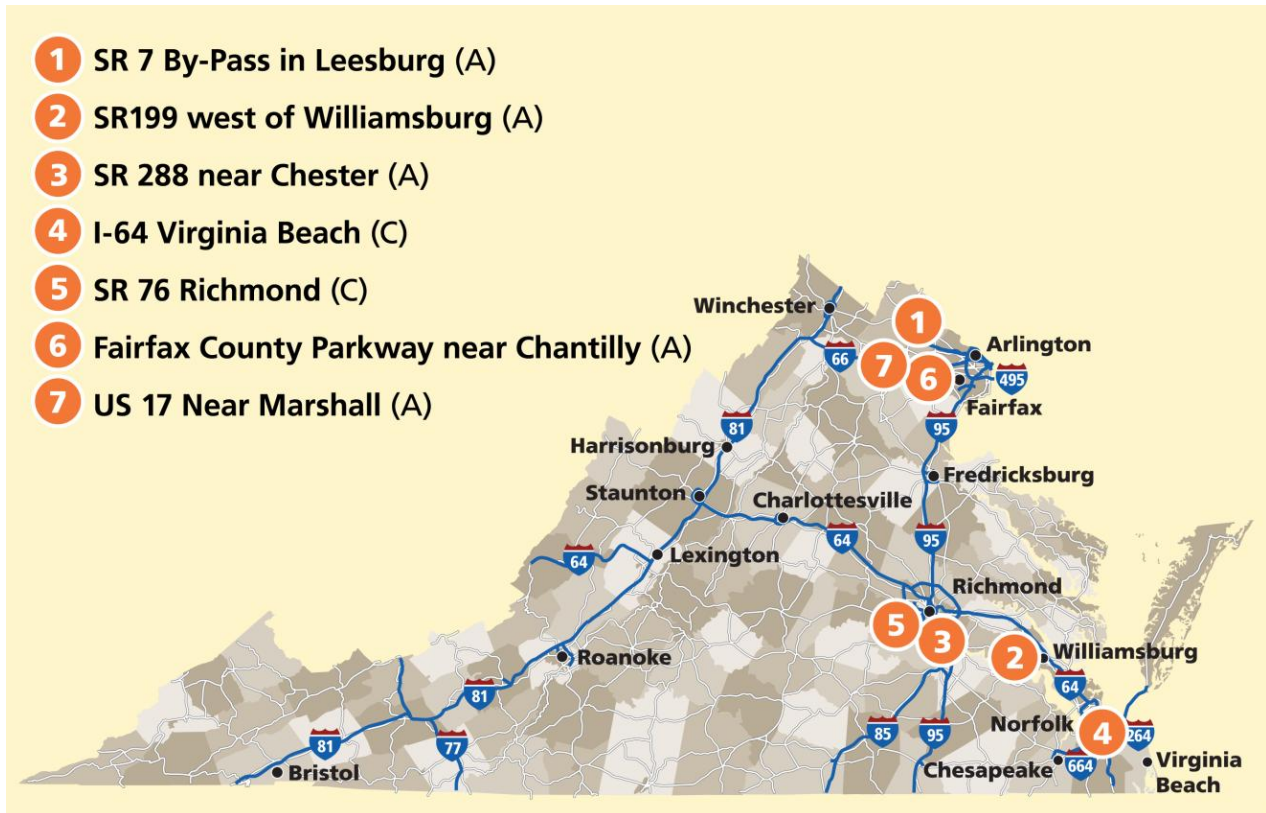 1 SR 7 By-Pass in Leesburg (A)
2 SR199 west of Williamsburg (A)
3 SR 288 near Chester (A)
4 I-64 Virginia Beach (C)
5 SR 76 Richmond (C)
6 Fairfax County Parkway near Chantilly (A)
7 US 17 Near Marshall (A)
Winchester
1
Arlington
66
7
6
495
Fairfax
81
95
Harrisonburg
Fredricksburg
Staunton
Charlottesville
64
95
64
Lexington
Richmond
5
3
2
Williamsburg
Roanoke
64
81
Norfolk
4
264
85
95
81
77
Bristol
Chesapeake
664
Virginia
Beach